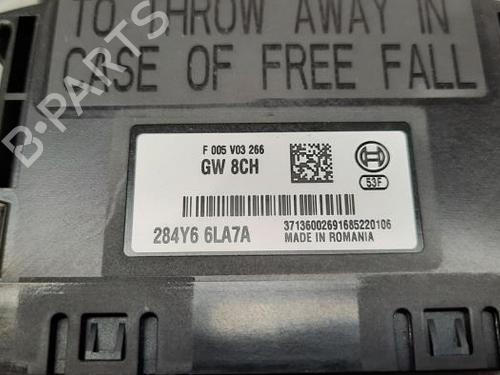 TO THROW AWAY IN
CASE OF FREE FALL
F 005 V03 266
GW 8CH
53F
284Y6 6LA7A
37136002691685220106
MADE IN ROMANIA
B-PARTS